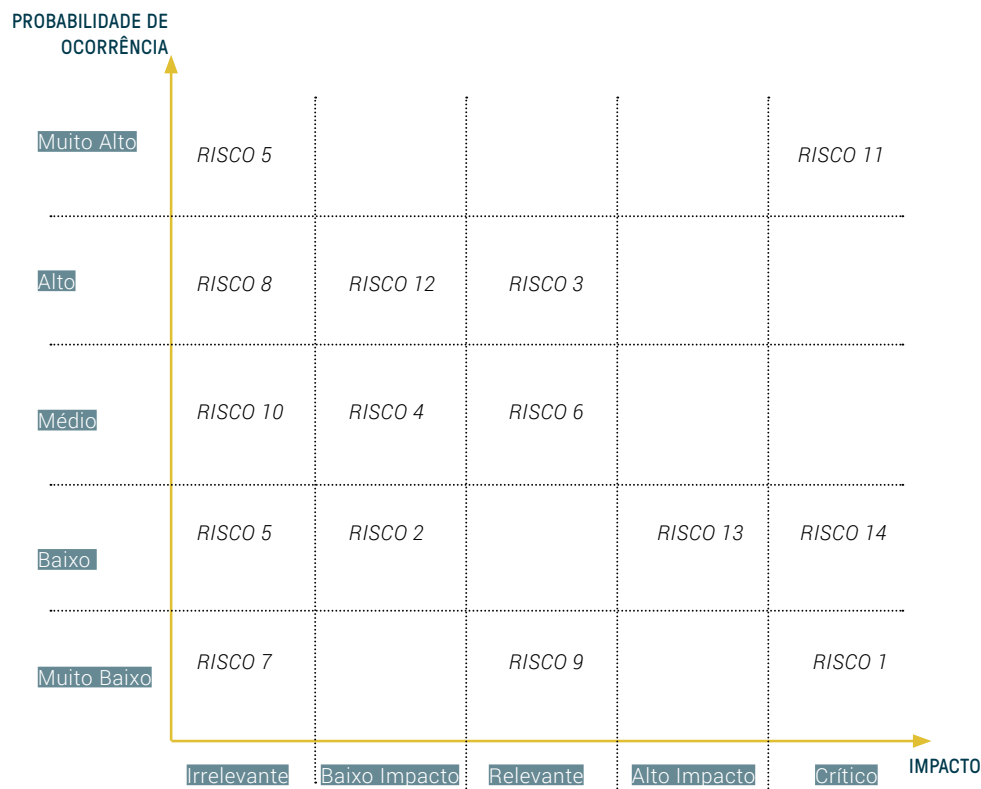 PROBABILIDADE DE
OCORRÊNCIA
Muito Alto
RISCO 5
RISCO 11
Alto
RISCO 8
RISCO 12
RISCO 3
Médio
RISCO 10
RISCO 4
RISCO 6
Baixo
RISCO 5
RISCO 2
RISCO 13
RISCO 14
Muito Baixo
RISCO 7
RISCO 9
RISCO 1
Irrelevante
Baixo Impacto
Relevante
Alto Impacto
Crítico
IMPACTO